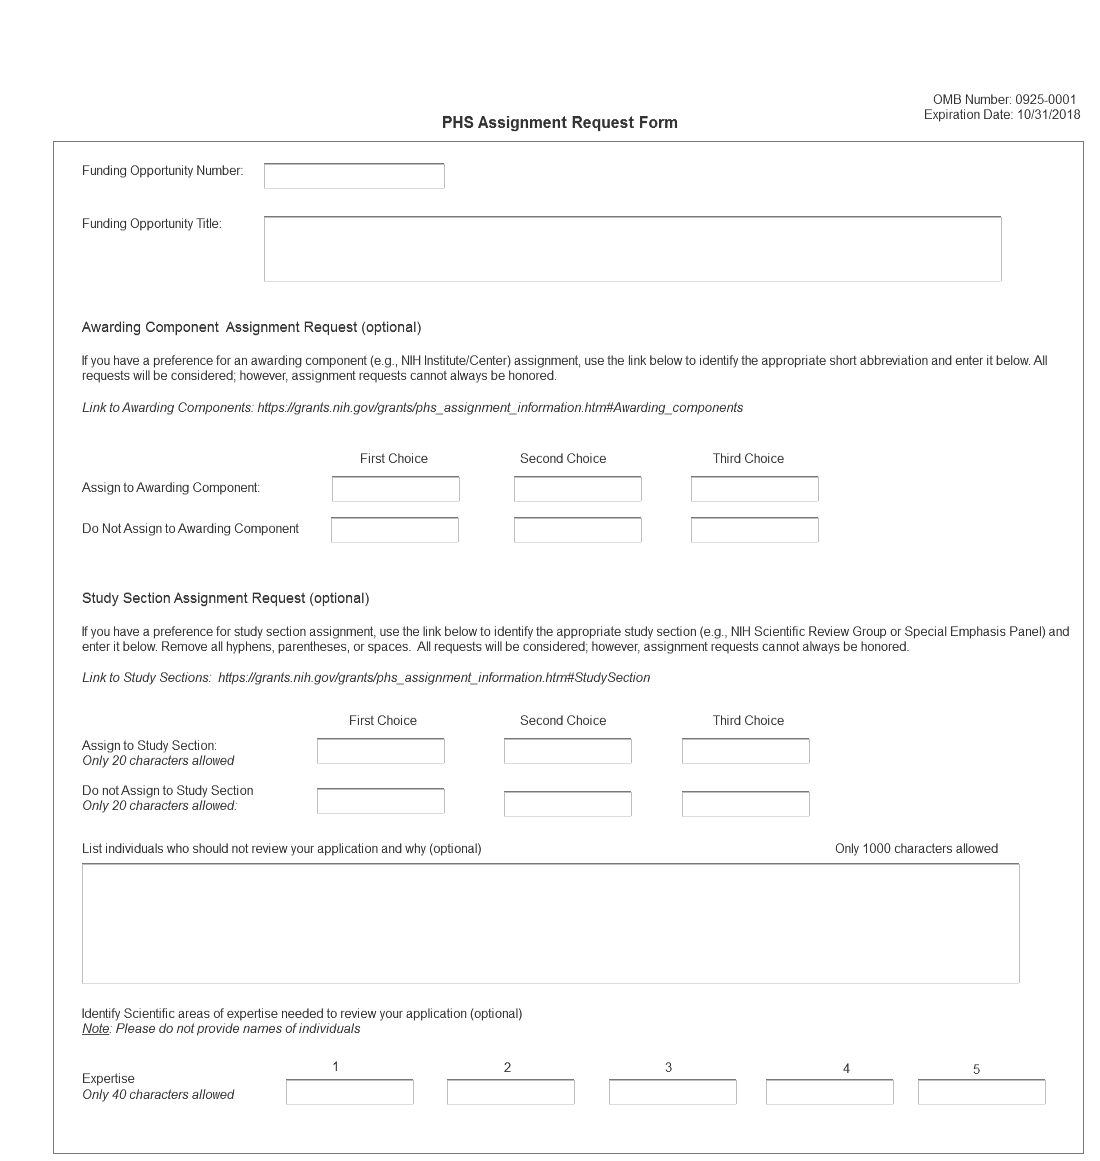 OMB Number: 0925-0001
Expiration Date: 10/31/2018
PHS Assignment Request Form
Funding Opportunity Number:
Funding Opportunity Title:
Awarding Component  Assignment Request (optional)
If you have a preference for an awarding component (e.g., NIH Institute/Center) assignment, use the link below to identify the appropriate short abbreviation and enter it below. All
requests will be considered; however, assignment requests cannot always be honored.
Link to Awarding Components: https://grants.nih.gov/grants/phs_assignment_information.htm#Awarding_components
First Choice Second Choice Third Choice
Assign to Awarding Component:
Do Not Assign to Awarding Component
Study Section Assignment Request (optional)
If you have a preference for study section assignment, use the link below to identify the appropriate study section (e.g., NIH Scientific Review Group or Special Emphasis Panel) and
enter it below. Remove all hyphens, parentheses, or spaces.  All requests will be considered; however, assignment requests cannot always be honored.
Link to Study Sections:  https://grants.nih.gov/grants/phs_assignment_information.htm#StudySection
First Choice Second Choice Third Choice
Assign to Study Section:
Only 20 characters allowed
Do not Assign to Study Section
Only 20 characters allowed:
List individuals who should not review your application and why (optional) Only 1000 characters allowed
Identify Scientific areas of expertise needed to review your application (optional)
Note: Please do not provide names of individuals
1 2 3 4 5
Expertise
Only 40 characters allowed